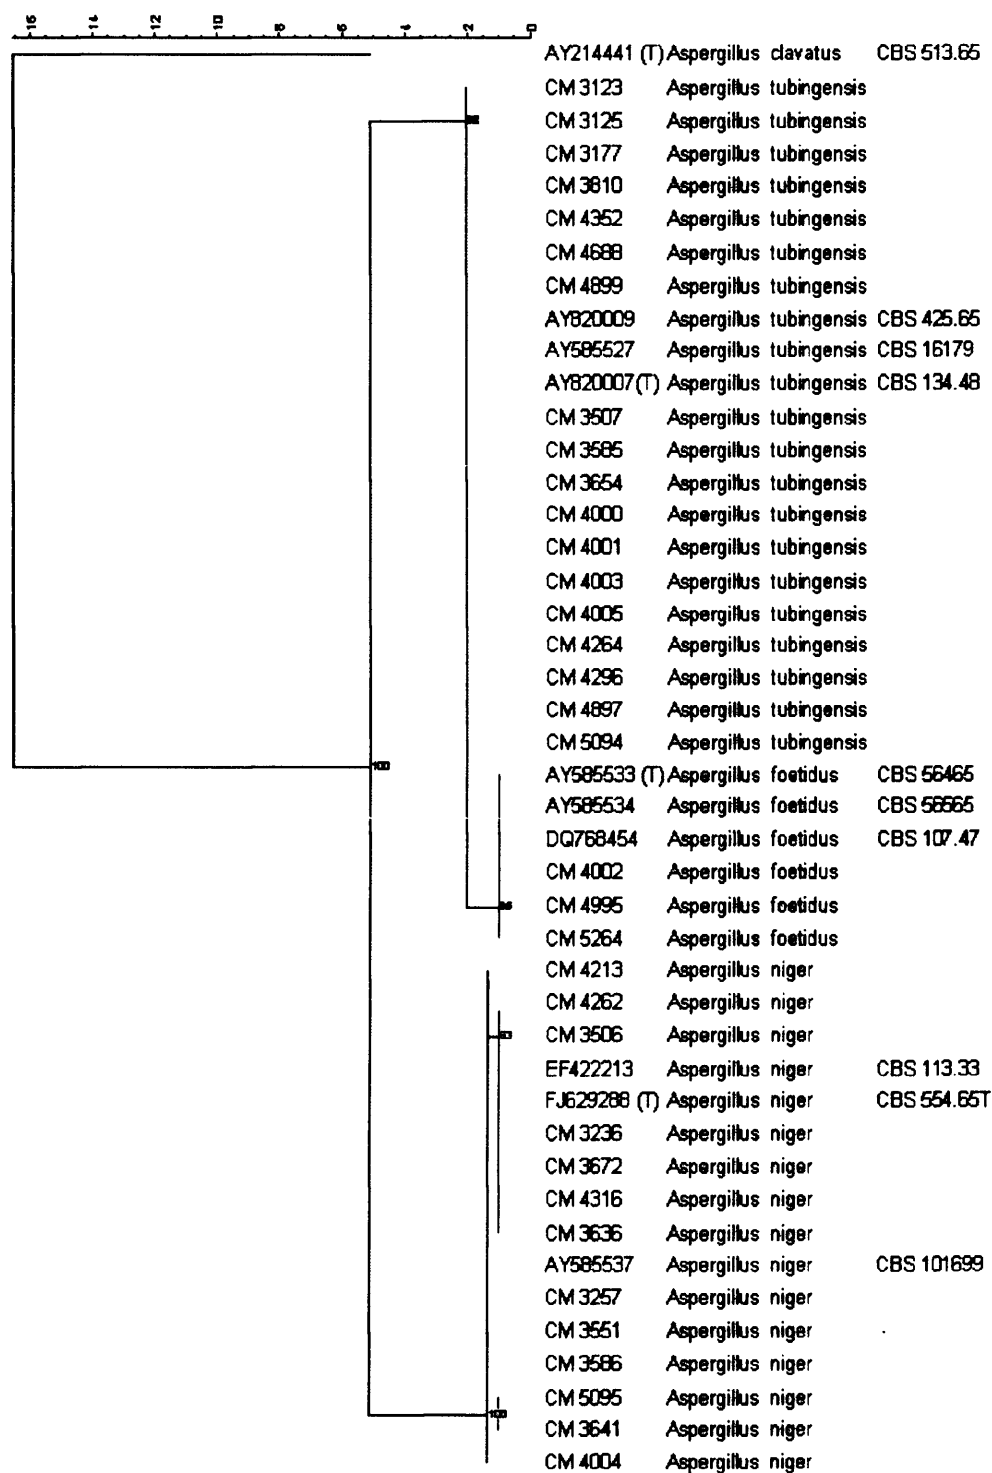 -16 -14 -12 -10 -8 -6 -4 -2 0
AY214441 (T) Aspergillus clavatus CBS 513.65
CM 3123 Aspergillus tubingensis
CM 3125 Aspergillus tubingensis
CM 3177 Aspergillus tubingensis
CM 3810 Aspergillus tubingensis
CM 4352 Aspergillus tubingensis
CM 4688 Aspergillus tubingensis
CM 4899 Aspergillus tubingensis
AY820009 Aspergillus tubingensis CBS 425.65
AY585527 Aspergillus tubingensis CBS 16179
AY820007(T) Aspergillus tubingensis CBS 134.48
CM 3507 Aspergillus tubingensis
CM 3585 Aspergillus tubingensis
CM 3654 Aspergillus tubingensis
CM 4000 Aspergillus tubingensis
CM 4001 Aspergillus tubingensis
CM 4003 Aspergillus tubingensis
CM 4005 Aspergillus tubingensis
CM 4264 Aspergillus tubingensis
CM 4296 Aspergillus tubingensis
CM 4897 Aspergillus tubingensis
CM 5094 Aspergillus tubingensis
100
AY585533 (T) Aspergillus foetidus CBS 56465
AY585534 Aspergillus foetidus CBS 56565
DQ768454 Aspergillus foetidus CBS 107.47
CM 4002 Aspergillus foetidus
CM 4995 Aspergillus foetidus
CM 5264 Aspergillus foetidus
CM 4213 Aspergillus niger
CM 4262 Aspergillus niger
CM 3506 Aspergillus niger
EF422213 Aspergillus niger CBS 113.33
FJ629288 (T) Aspergillus niger CBS 554.65T
CM 3236 Aspergillus niger
CM 3672 Aspergillus niger
CM 4316 Aspergillus niger
CM 3636 Aspergillus niger
AY585537 Aspergillus niger CBS 101699
CM 3257 Aspergillus niger
CM 3551 Aspergillus niger
CM 3586 Aspergillus niger
CM 5095 Aspergillus niger
100
CM 3641 Aspergillus niger
CM 4004 Aspergillus niger